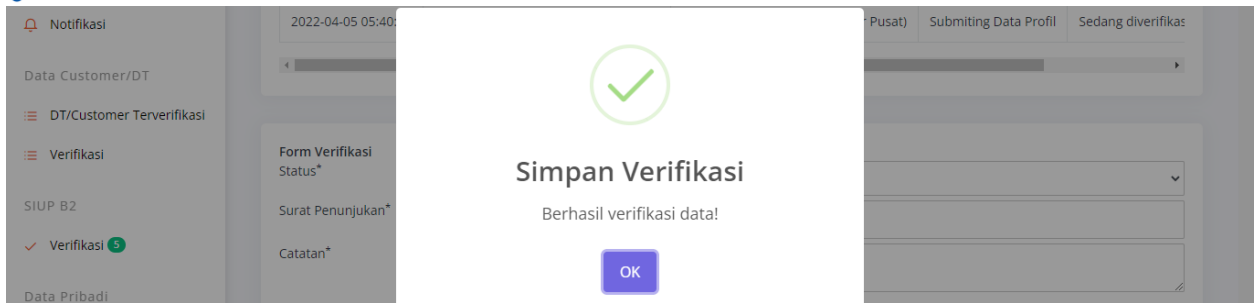 Notifikasi
2022-04-05 05:40:
Pusat)
Submiting Data Profil
Sedang diverifikas
Data Customer/DT
DT/Customer Terverifikasi
Verifikasi
SIUP B2
Verifikasi 5
Data Pribadi
Form Verifikasi
Status*
Surat Penunjukan*
Catatan*
Simpan Verifikasi
Berhasil verifikasi data!
OK